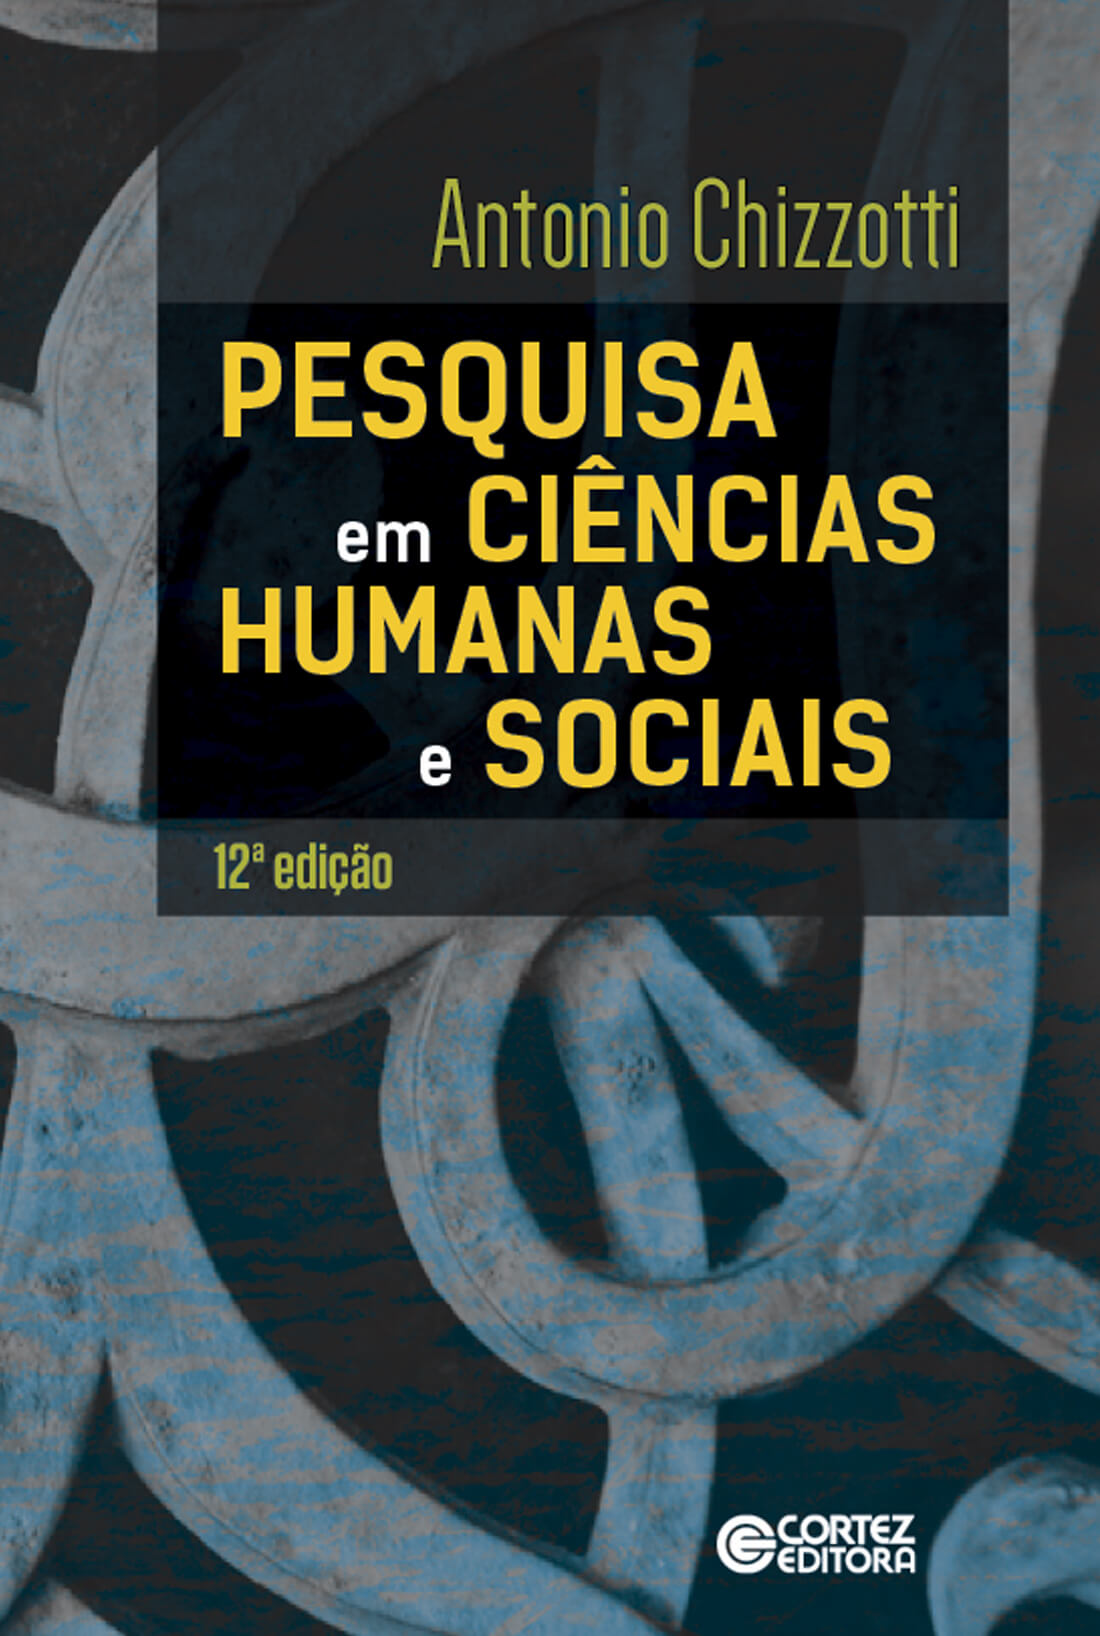 Antonio Chizzotti
PESQUISA
em CIÊNCIAS
HUMANAS
e SOCIAIS
12ª edição
CORTEZ
EDITORA